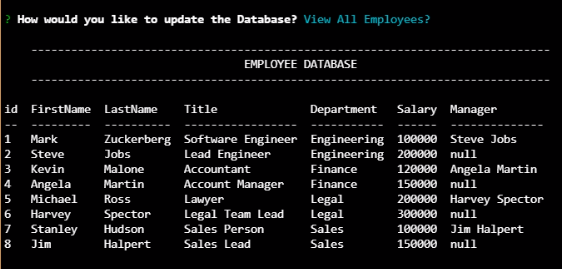 ? How would you like to update the Database? View All Employees?
--------------------------------------------------------------------------------
EMPLOYEE DATABASE
--------------------------------------------------------------------------------
id FirstName LastName Title Department Salary Manager
-- --------- ---------- ----------------- ----------- ------ --------------
1 Mark Zuckerberg Software Engineer Engineering 100000 Steve Jobs
2 Steve Jobs Lead Engineer Engineering 200000 null
3 Kevin Malone Accountant Finance 120000 Angela Martin
4 Angela Martin Account Manager Finance 150000 null
5 Michael Ross Lawyer Legal 200000 Harvey Spector
6 Harvey Spector Legal Team Lead Legal 300000 null
7 Stanley Hudson Sales Person Sales 100000 Jim Halpert
8 Jim Halpert Sales Lead Sales 150000 null